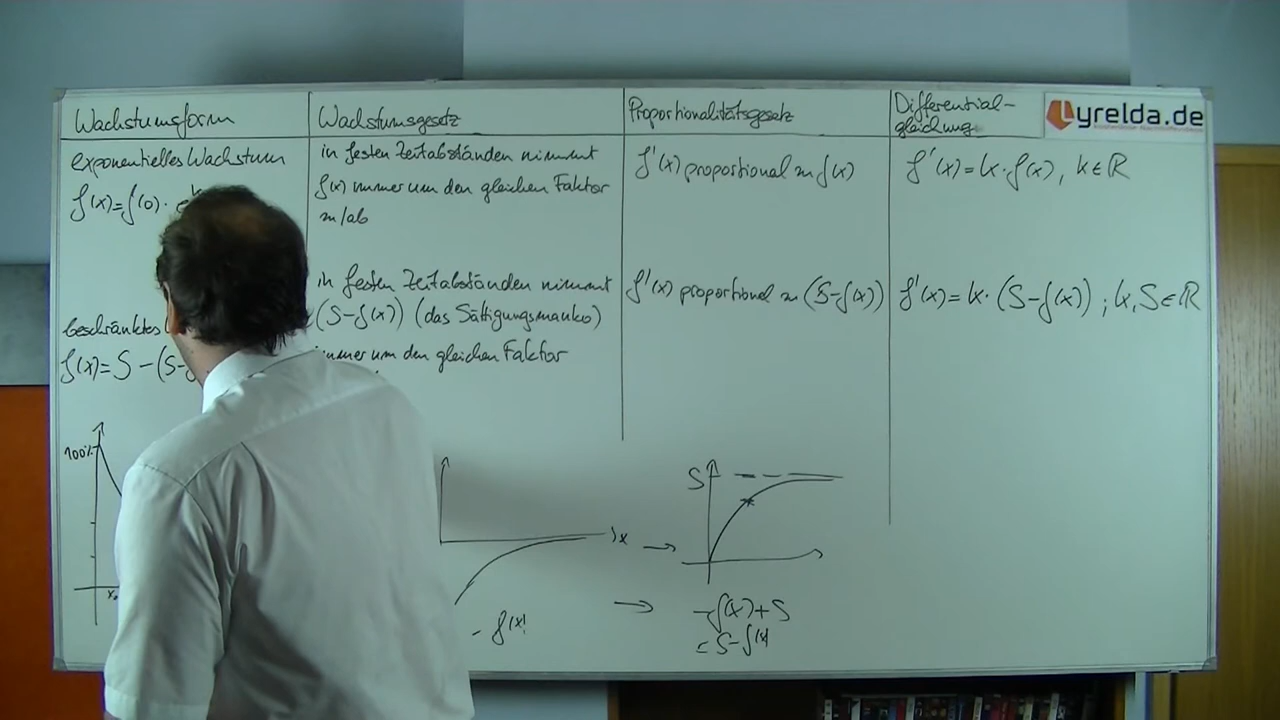 Wachstumsform
exponentielles Wachstum
f(x)=f(0)·
beschränktes
f(x)=S-(S-
100%
Wachstumsgesetz
in festen Zeitabständen nimmt
f(x) immer um den gleichen Faktor
zu/ab
in festen Zeitabständen nimmt
(S-f(x)) (das Sättigungsmanko)
immer um den gleichen Faktor
x
-f(x)
Proportionalitätsgesetz
f'(x) proportional zu f(x)
f'(x) proportional zu (S-f(x))
S
-f(x)+S
=S-f(x)
Differential-
gleichung
f'(x)=k·f(x), k∈ℝ
f'(x)=k·(S-f(x)); k,S∈ℝ
Lyrelda.de